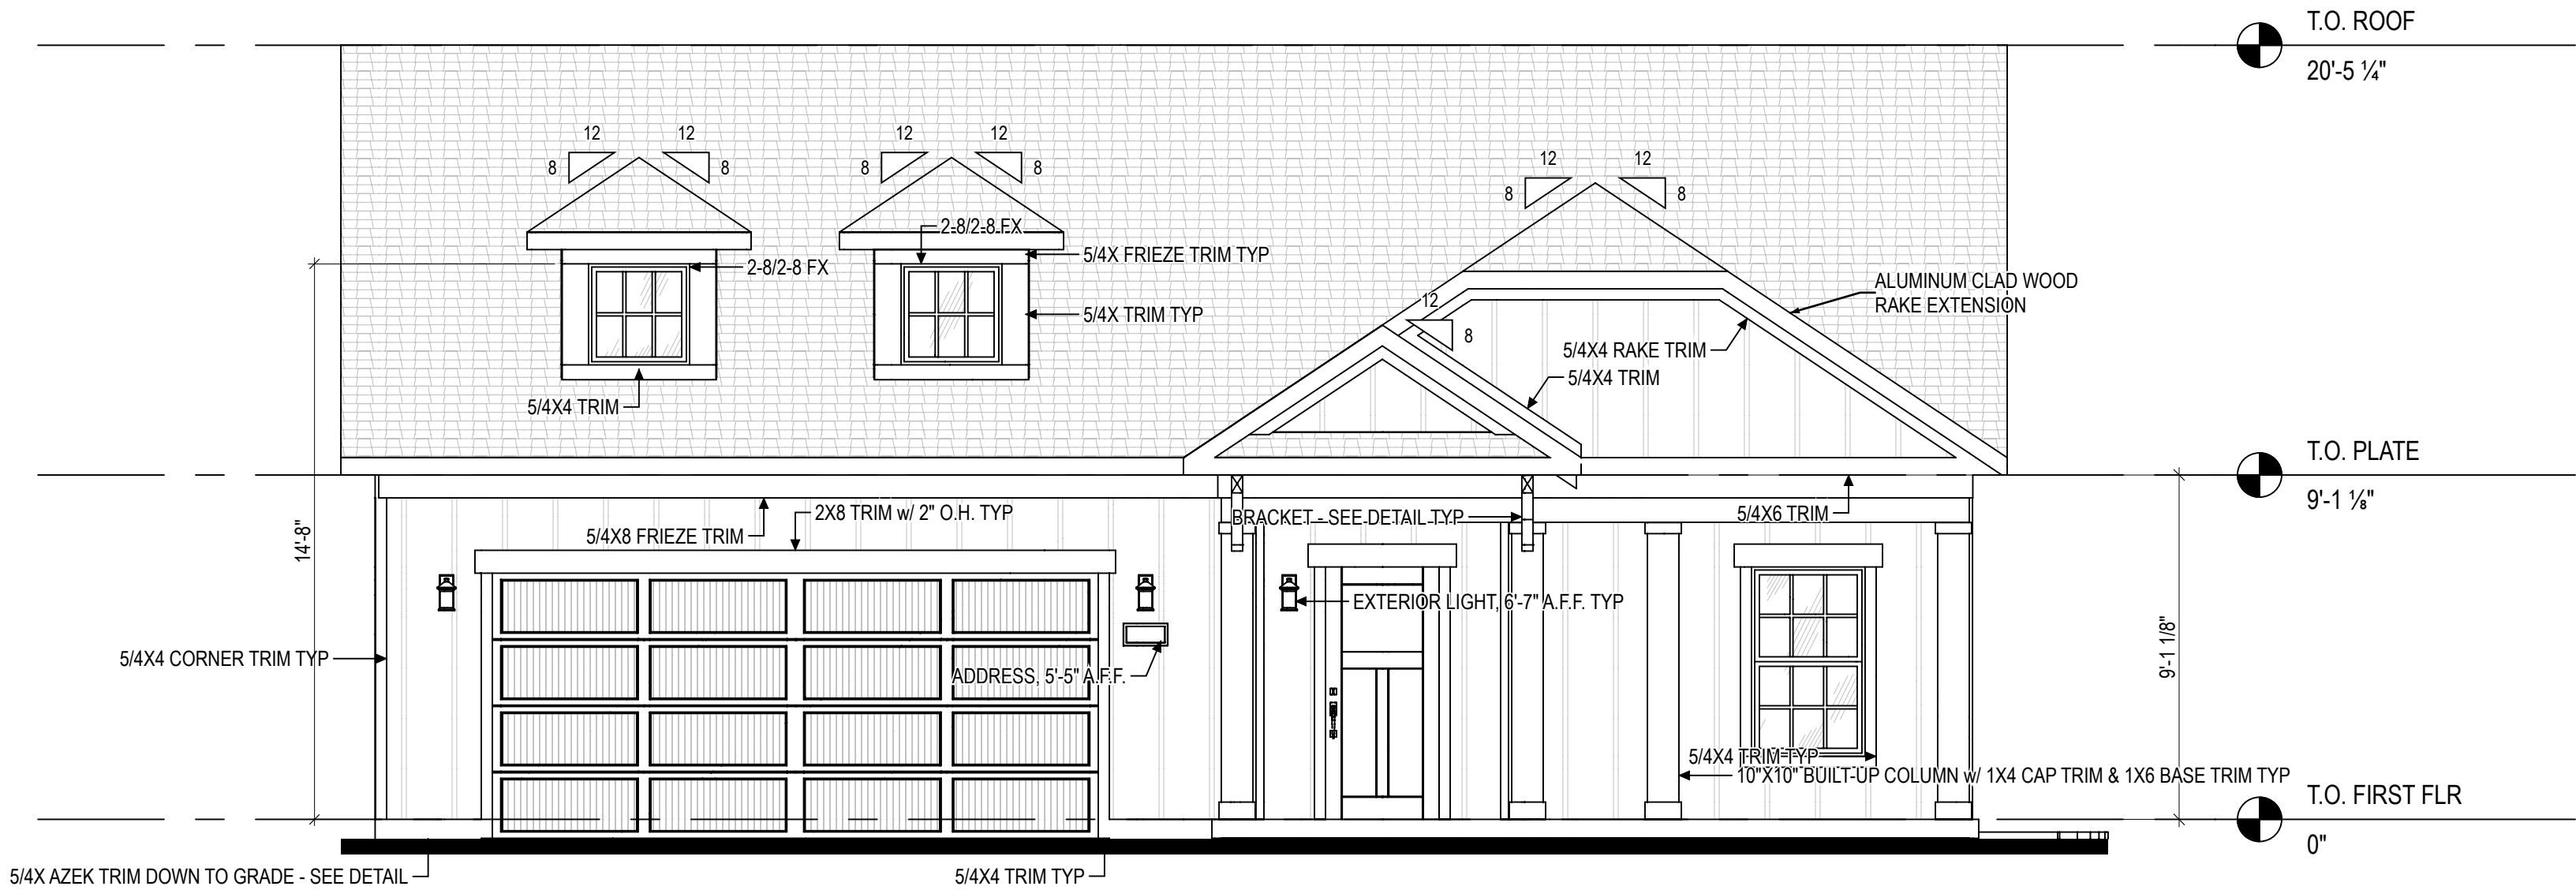 T.O. ROOF
20'-5 ¼"
12
12
8
8
12
12
8
8
12
12
8
8
2-8/2-8 FX
5/4X FRIEZE TRIM TYP
2-8/2-8 FX
ALUMINUM CLAD WOOD
RAKE EXTENSION
12
8
5/4X TRIM TYP
5/4X4 RAKE TRIM
5/4X4 TRIM
5/4X4 TRIM
T.O. PLATE
9'-1 ⅛"
14'-8"
2X8 TRIM w/ 2" O.H. TYP
BRACKET - SEE DETAIL TYP
5/4X6 TRIM
5/4X8 FRIEZE TRIM
EXTERIOR LIGHT, 6'-7" A.F.F. TYP
5/4X4 CORNER TRIM TYP
9'-1 1/8"
ADDRESS, 5'-5" A.F.F.
5/4X4 TRIM TYP
10"X10" BUILT-UP COLUMN w/ 1X4 CAP TRIM & 1X6 BASE TRIM TYP
T.O. FIRST FLR
0"
5/4X AZEK TRIM DOWN TO GRADE - SEE DETAIL
5/4X4 TRIM TYP